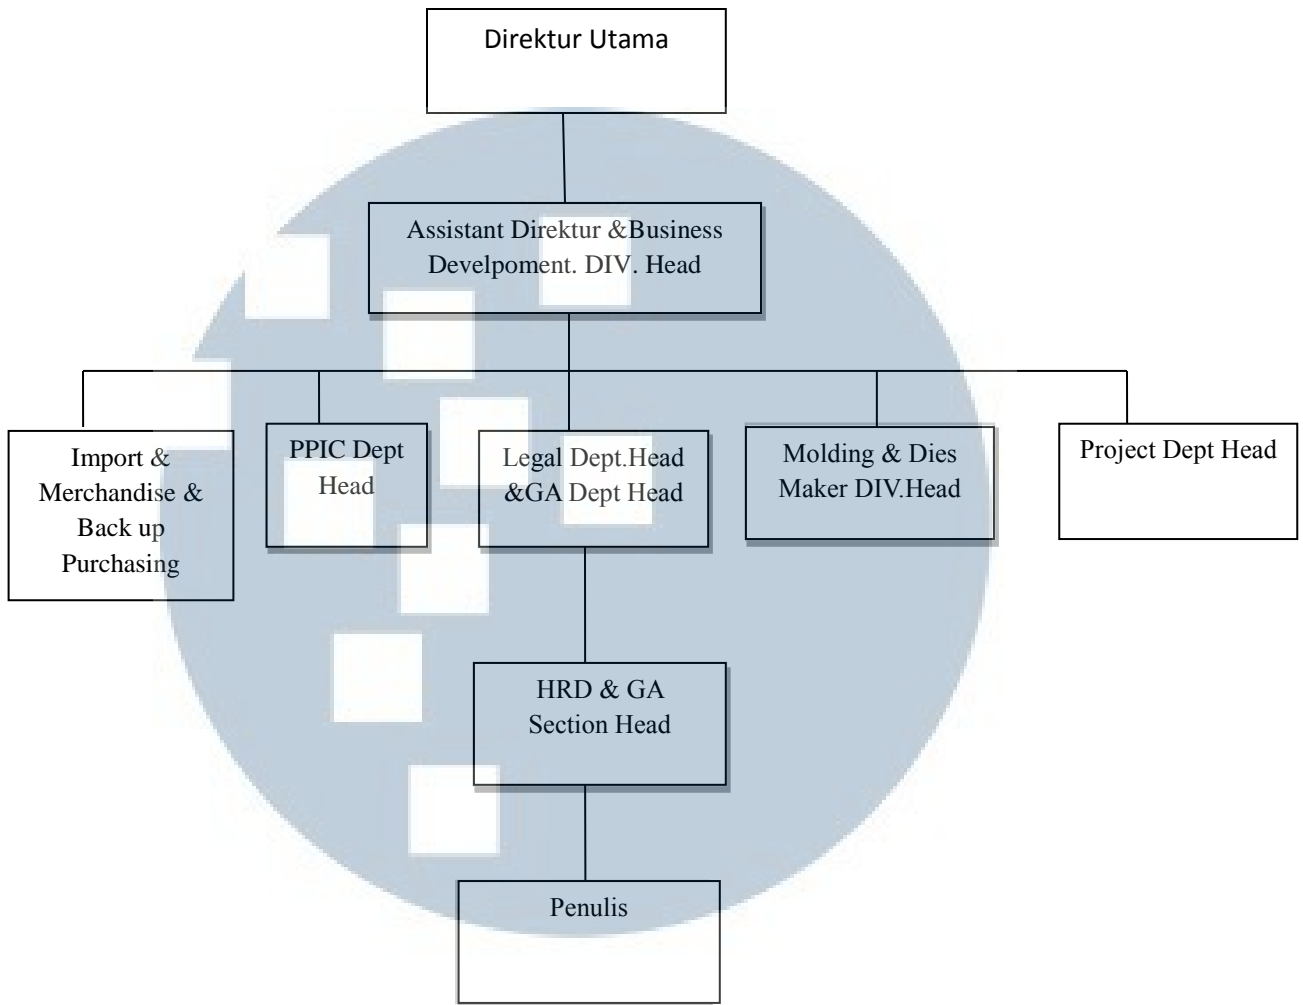 Direktur Utama
Assistant Direktur &Business
Develpoment. DIV. Head
Import &
Merchandise &
Back up
Purchasing
PPIC Dept
Head
Legal Dept.Head
&GA Dept Head
Molding & Dies
Maker DIV.Head
Project Dept Head
HRD & GA
Section Head
Penulis